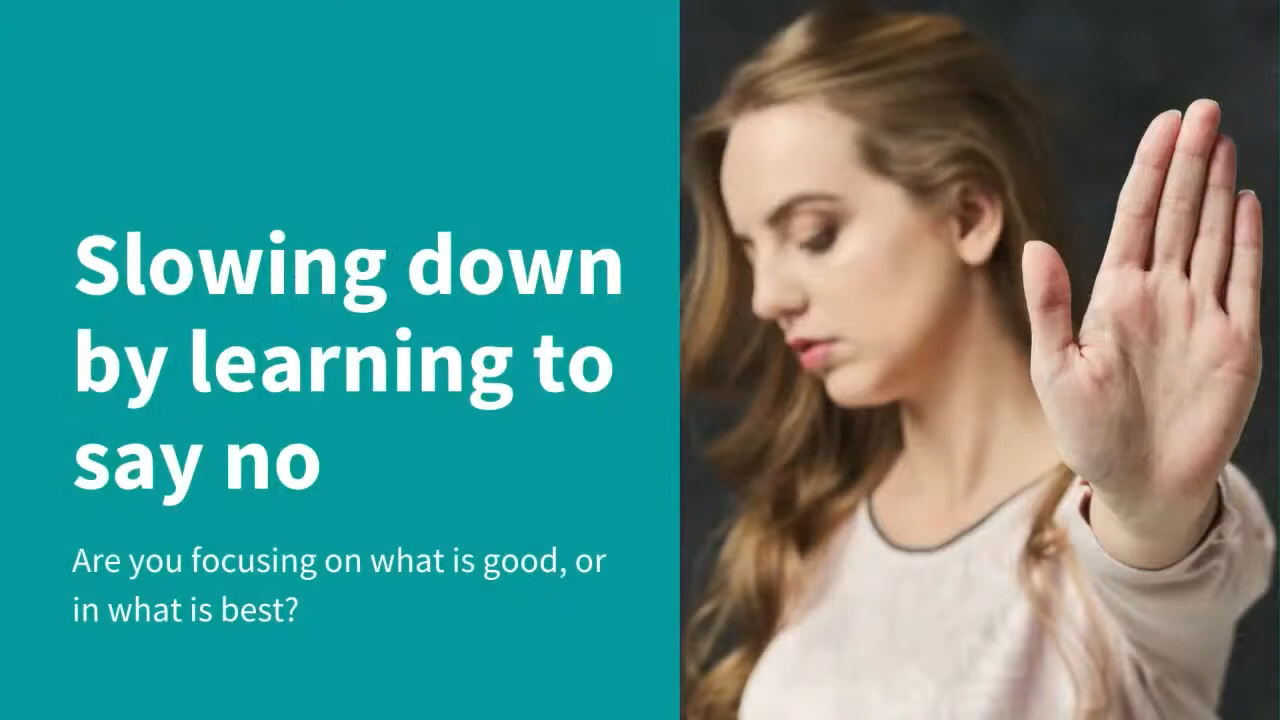 Slowing down
by learning to
say no
Are you focusing on what is good, or
in what is best?